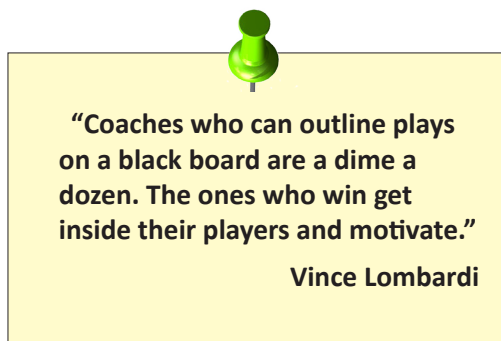 “Coaches who can outline plays
on a black board are a dime a
dozen. The ones who win get
inside their players and motivate.”
Vince Lombardi